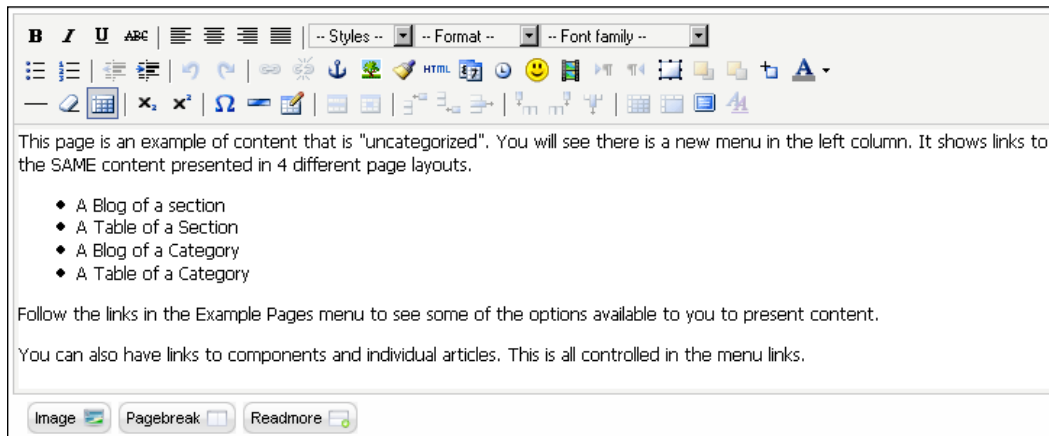 B I U ABC -- Styles -- -- Format -- -- Font family --
HTML A
X₂ X² Ω
This page is an example of content that is "uncategorized". You will see there is a new menu in the left column. It shows links to
the SAME content presented in 4 different page layouts.
A Blog of a section
A Table of a Section
A Blog of a Category
A Table of a Category
Follow the links in the Example Pages menu to see some of the options available to you to present content.
You can also have links to components and individual articles. This is all controlled in the menu links.
Image Pagebreak Readmore